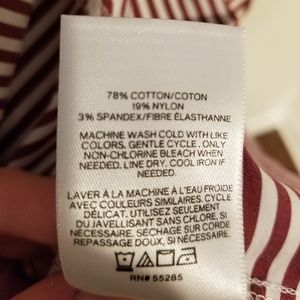 78% COTTON/COTON
19% NYLON
3% SPANDEX/FIBRE ÉLASTHANNE
MACHINE WASH COLD WITH LIKE
COLORS. GENTLE CYCLE. ONLY
NON-CHLORINE BLEACH WHEN
NEEDED. LINE DRY. COOL IRON IF
NEEDED.
LAVER À LA MACHINE À L'EAU FROIDE
AVEC COULEURS SIMILAIRES. CYCLE
DÉLICAT. UTILISEZ SEULEMENT
DU JAVELLISANT SANS CHLORE, SI
NÉCESSAIRE. SÉCHAGE SUR CORDE
REPASSAGE DOUX, SI NÉCESSAIRE.
RN# 55285